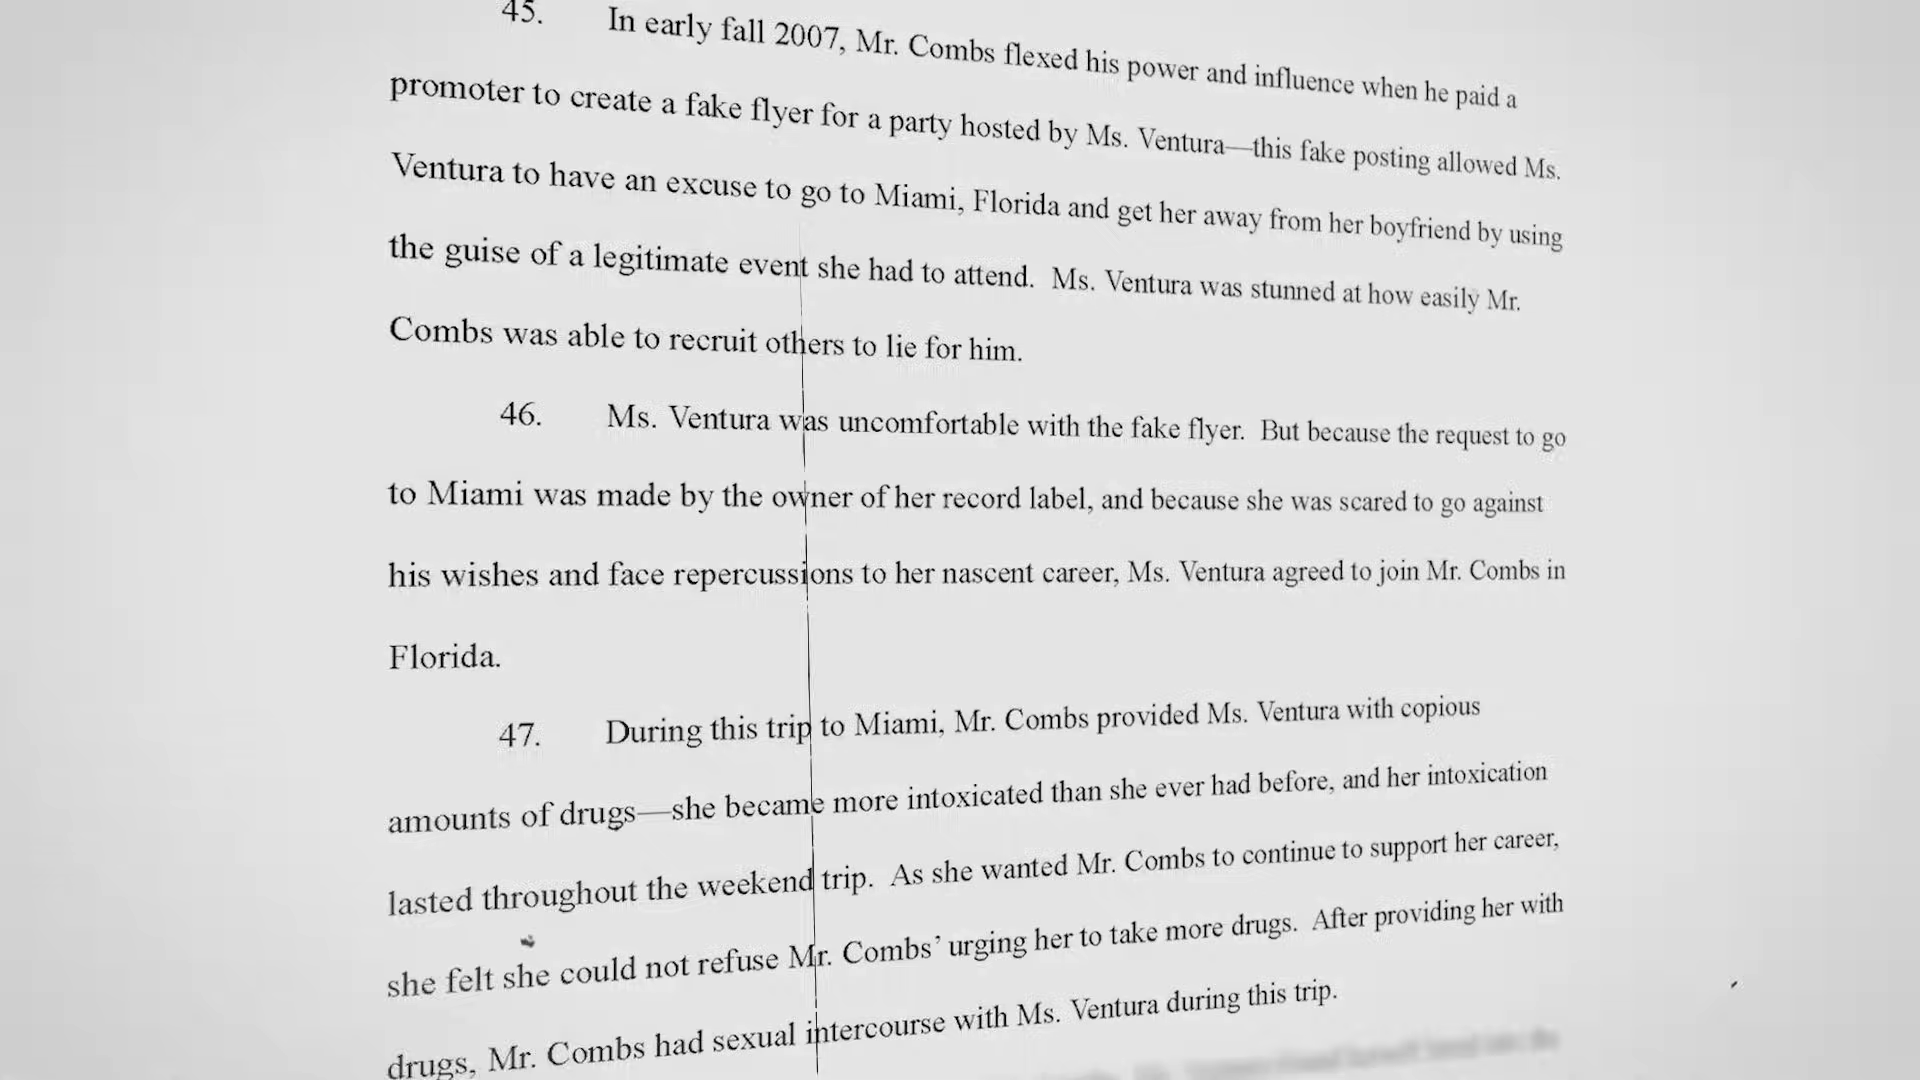 45. In early fall 2007, Mr. Combs flexed his power and influence when he paid a
promoter to create a fake flyer for a party hosted by Ms. Ventura—this fake posting allowed Ms.
Ventura to have an excuse to go to Miami, Florida and get her away from her boyfriend by using
the guise of a legitimate event she had to attend. Ms. Ventura was stunned at how easily Mr.
Combs was able to recruit others to lie for him.
46. Ms. Ventura was uncomfortable with the fake flyer. But because the request to go
to Miami was made by the owner of her record label, and because she was scared to go against
his wishes and face repercussions to her nascent career, Ms. Ventura agreed to join Mr. Combs in
Florida.
47. During this trip to Miami, Mr. Combs provided Ms. Ventura with copious
amounts of drugs—she became more intoxicated than she ever had before, and her intoxication
lasted throughout the weekend trip. As she wanted Mr. Combs to continue to support her career,
she felt she could not refuse Mr. Combs’ urging her to take more drugs. After providing her with
drugs, Mr. Combs had sexual intercourse with Ms. Ventura during this trip.